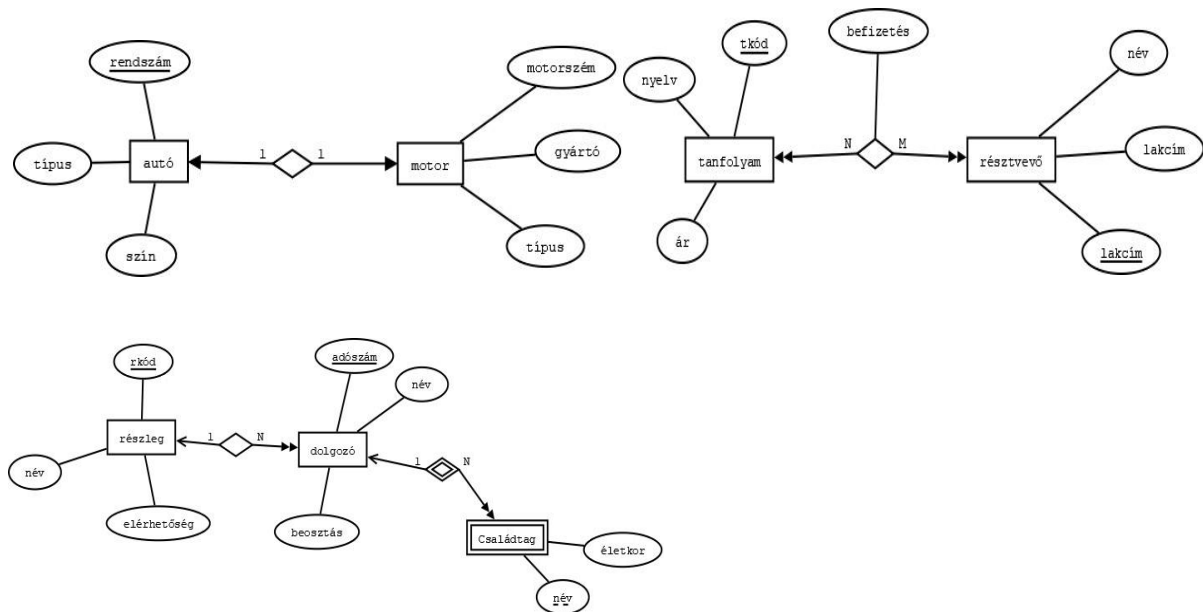 rendszám
motorszém
típus
autó
1
1
motor
gyártó
szín
típus
tkód
befizetés
név
nyelv
tanfolyam
N
M
résztvevő
lakcím
ár
lakcím
rkód
adószám
név
részleg
1
N
dolgozó
1
N
név
elérhetőség
beosztás
Családtag
életkor
név